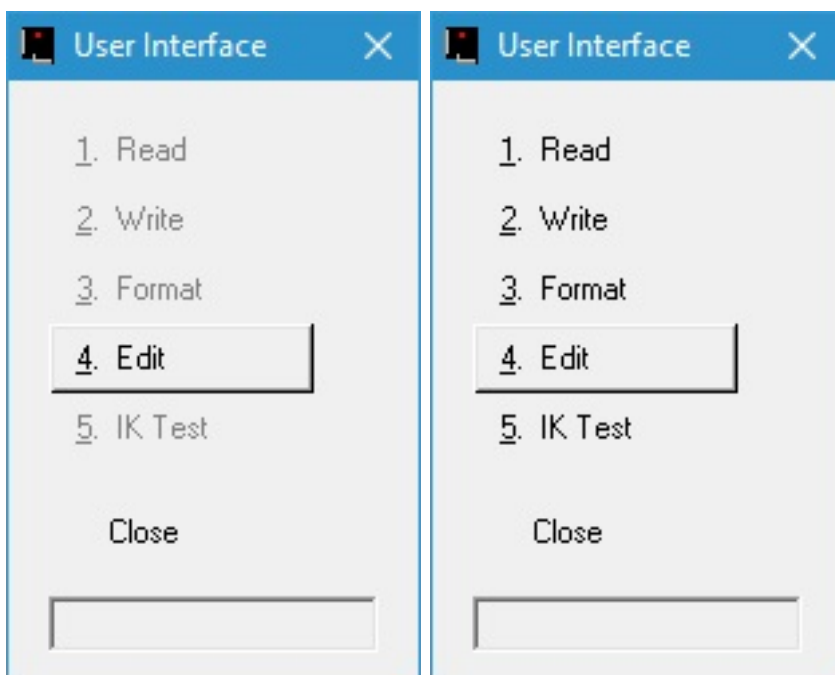 User Interface
1. Read
2. Write
3. Format
4. Edit
5. IK Test
Close
User Interface
1. Read
2. Write
3. Format
4. Edit
5. IK Test
Close